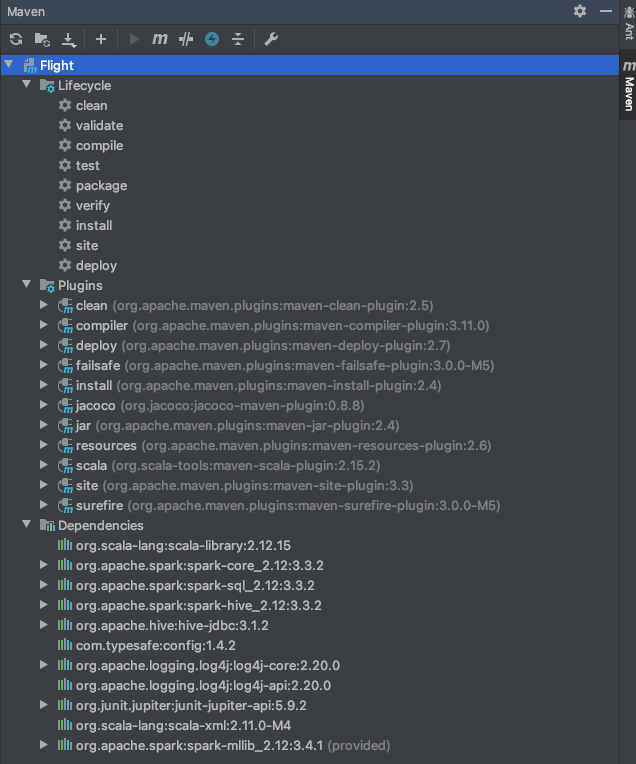 Maven
Ant
Maven
Flight
Lifecycle
clean
validate
compile
test
package
verify
install
site
deploy
Plugins
clean (org.apache.maven.plugins:maven-clean-plugin:2.5)
compiler (org.apache.maven.plugins:maven-compiler-plugin:3.11.0)
deploy (org.apache.maven.plugins:maven-deploy-plugin:2.7)
failsafe (org.apache.maven.plugins:maven-failsafe-plugin:3.0.0-M5)
install (org.apache.maven.plugins:maven-install-plugin:2.4)
jacoco (org.jacoco:jacoco-maven-plugin:0.8.8)
jar (org.apache.maven.plugins:maven-jar-plugin:2.4)
resources (org.apache.maven.plugins:maven-resources-plugin:2.6)
scala (org.scala-tools:maven-scala-plugin:2.15.2)
site (org.apache.maven.plugins:maven-site-plugin:3.3)
surefire (org.apache.maven.plugins:maven-surefire-plugin:3.0.0-M5)
Dependencies
org.scala-lang:scala-library:2.12.15
org.apache.spark:spark-core_2.12:3.3.2
org.apache.spark:spark-sql_2.12:3.3.2
org.apache.spark:spark-hive_2.12:3.3.2
org.apache.hive:hive-jdbc:3.1.2
com.typesafe:config:1.4.2
org.apache.logging.log4j:log4j-core:2.20.0
org.apache.logging.log4j:log4j-api:2.20.0
org.junit.jupiter:junit-jupiter-api:5.9.2
org.scala-lang:scala-xml:2.11.0-M4
org.apache.spark:spark-mllib_2.12:3.4.1 (provided)